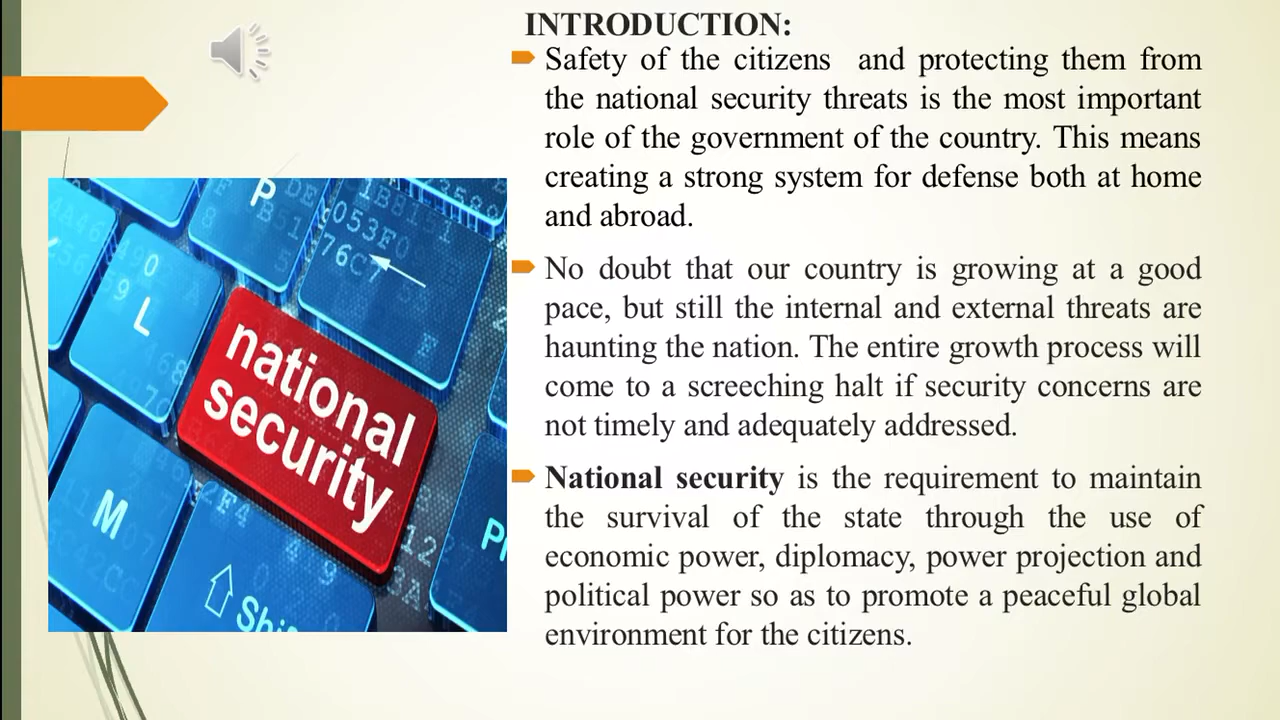 INTRODUCTION:
Safety of the citizens and protecting them from
the national security threats is the most important
role of the government of the country. This means
creating a strong system for defense both at home
and abroad.
No doubt that our country is growing at a good
pace, but still the internal and external threats are
haunting the nation. The entire growth process will
come to a screeching halt if security concerns are
not timely and adequately addressed.
National security is the requirement to maintain
the survival of the state through the use of
economic power, diplomacy, power projection and
political power so as to promote a peaceful global
environment for the citizens.
P
053F0
76C7
L
national
security
M